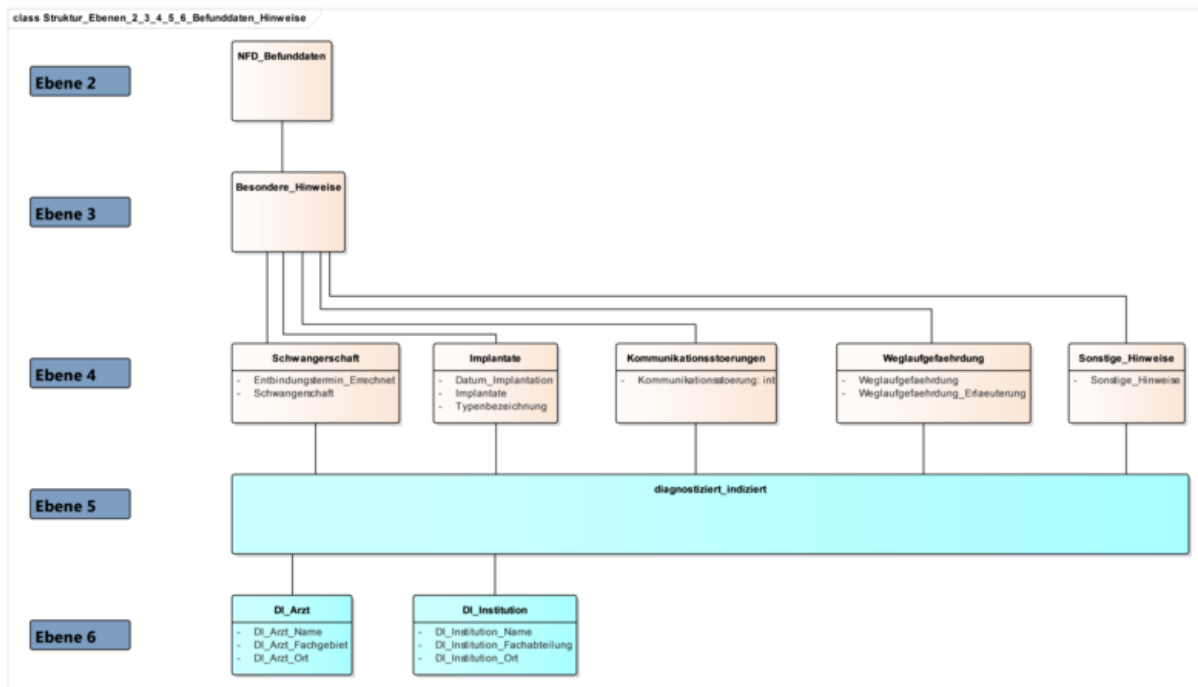 class Struktur_Ebenen_2_3_4_5_6_Befunddaten_Hinweise
Ebene 2
NFD_Befunddaten
Ebene 3
Besondere_Hinweise
Ebene 4
Schwangerschaft
- Entbindungstermin_Errechnet
- Schwangerschaft
Implantate
- Datum_Implantation
- Implantate
- Typenbezeichnung
Kommunikationsstoerungen
- Kommunikationsstoerung: int
Weglaufgefaehrdung
- Weglaufgefaehrdung
- Weglaufgefaehrdung_Erlaeuterung
Sonstige_Hinweise
- Sonstige_Hinweise
Ebene 5
diagnostiziert_indiziert
Ebene 6
DI_Arzt
- DI_Arzt_Name
- DI_Arzt_Fachgebiet
- DI_Arzt_Ort
DI_Institution
- DI_Institution_Name
- DI_Institution_Fachabteilung
- DI_Institution_Ort